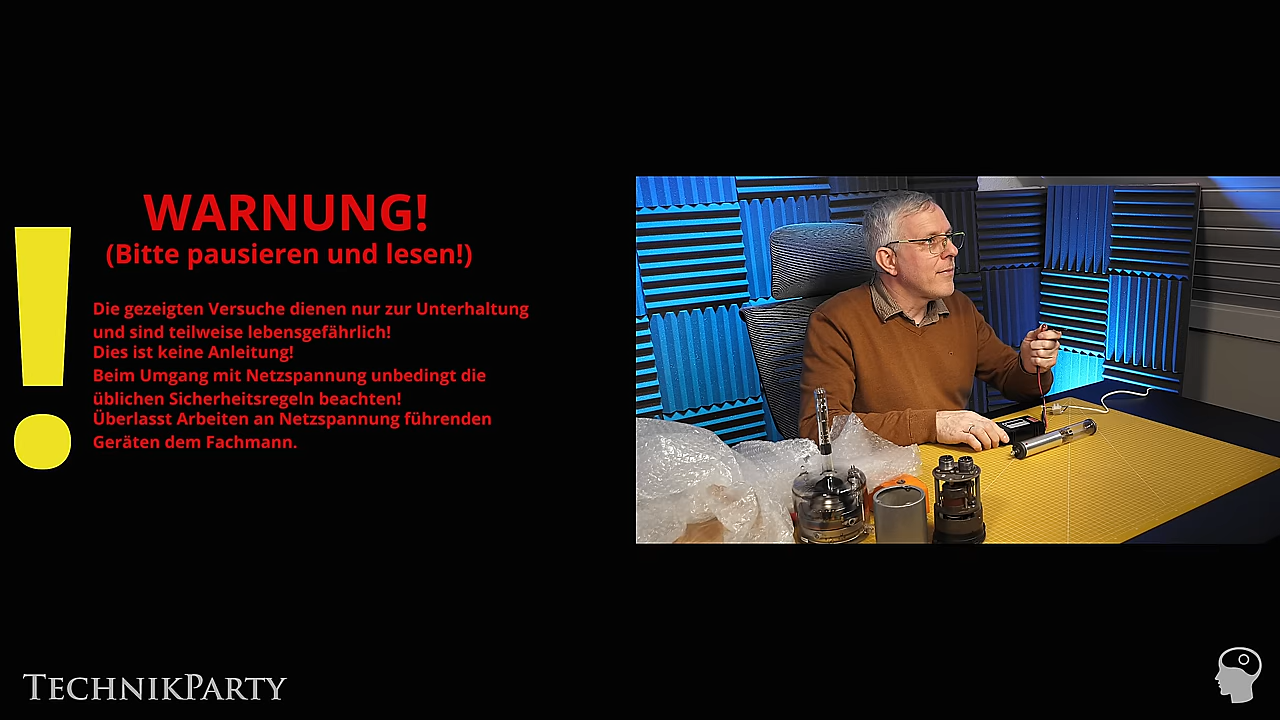 WARNUNG!
(Bitte pausieren und lesen!)
Die gezeigten Versuche dienen nur zur Unterhaltung
und sind teilweise lebensgefährlich!
Dies ist keine Anleitung!
Beim Umgang mit Netzspannung unbedingt die
üblichen Sicherheitsregeln beachten!
Überlasst Arbeiten an Netzspannung führenden
Geräten dem Fachmann.
TECHNIKPARTY